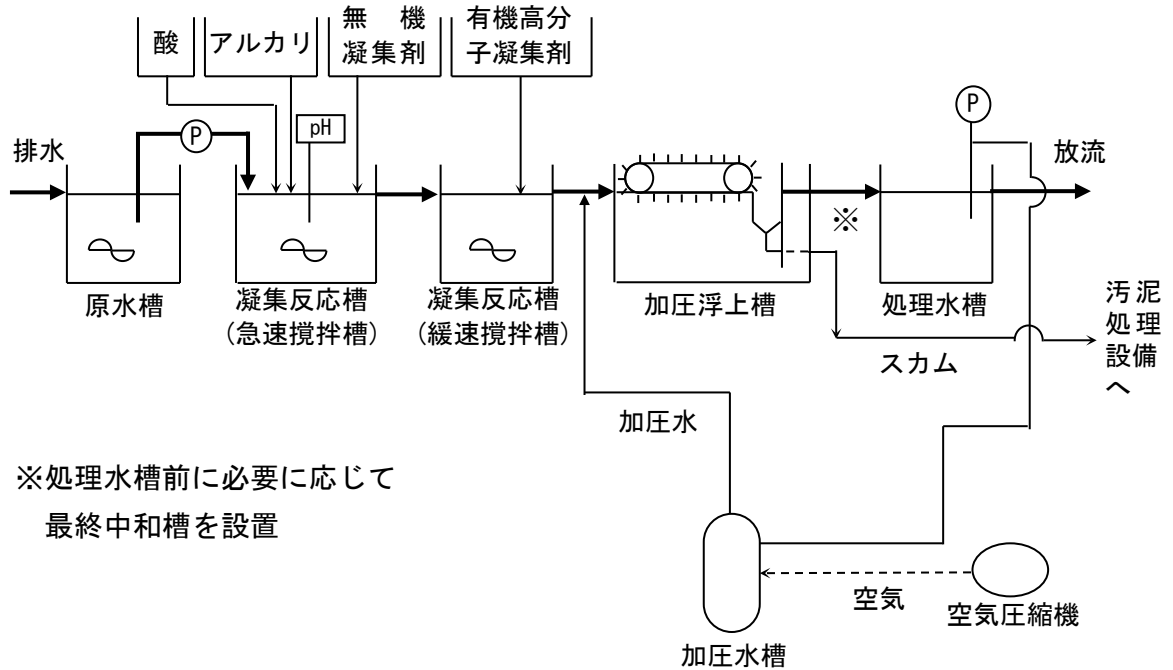 酸
アルカリ
無機
凝集剤
有機高分
子凝集剤
P
pH
P
排水
放流
※
原水槽
凝集反応槽
（急速撹拌槽）
凝集反応槽
（緩速撹拌槽）
加圧浮上槽
処理水槽
汚泥
処理
設備
へ
スカム
加圧水
※処理水槽前に必要に応じて
最終中和槽を設置
空気
空気圧縮機
加圧水槽